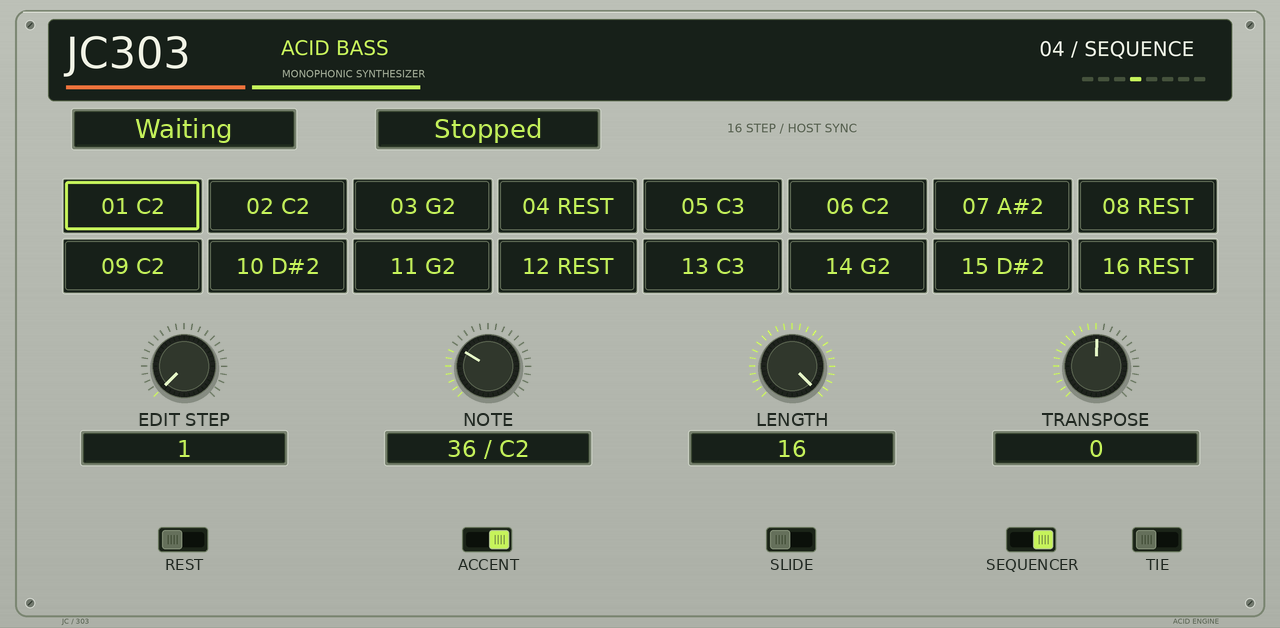 JC303
ACID BASS
MONOPHONIC SYNTHESIZER
04 / SEQUENCE
Waiting
Stopped
16 STEP / HOST SYNC
01 C2 02 C2 03 G2 04 REST 05 C3 06 C2 07 A#2 08 REST
09 C2 10 D#2 11 G2 12 REST 13 C3 14 G2 15 D#2 16 REST
EDIT STEP NOTE LENGTH TRANSPOSE
1 36 / C2 16 0
REST ACCENT SLIDE SEQUENCER TIE
JC / 303 ACID ENGINE